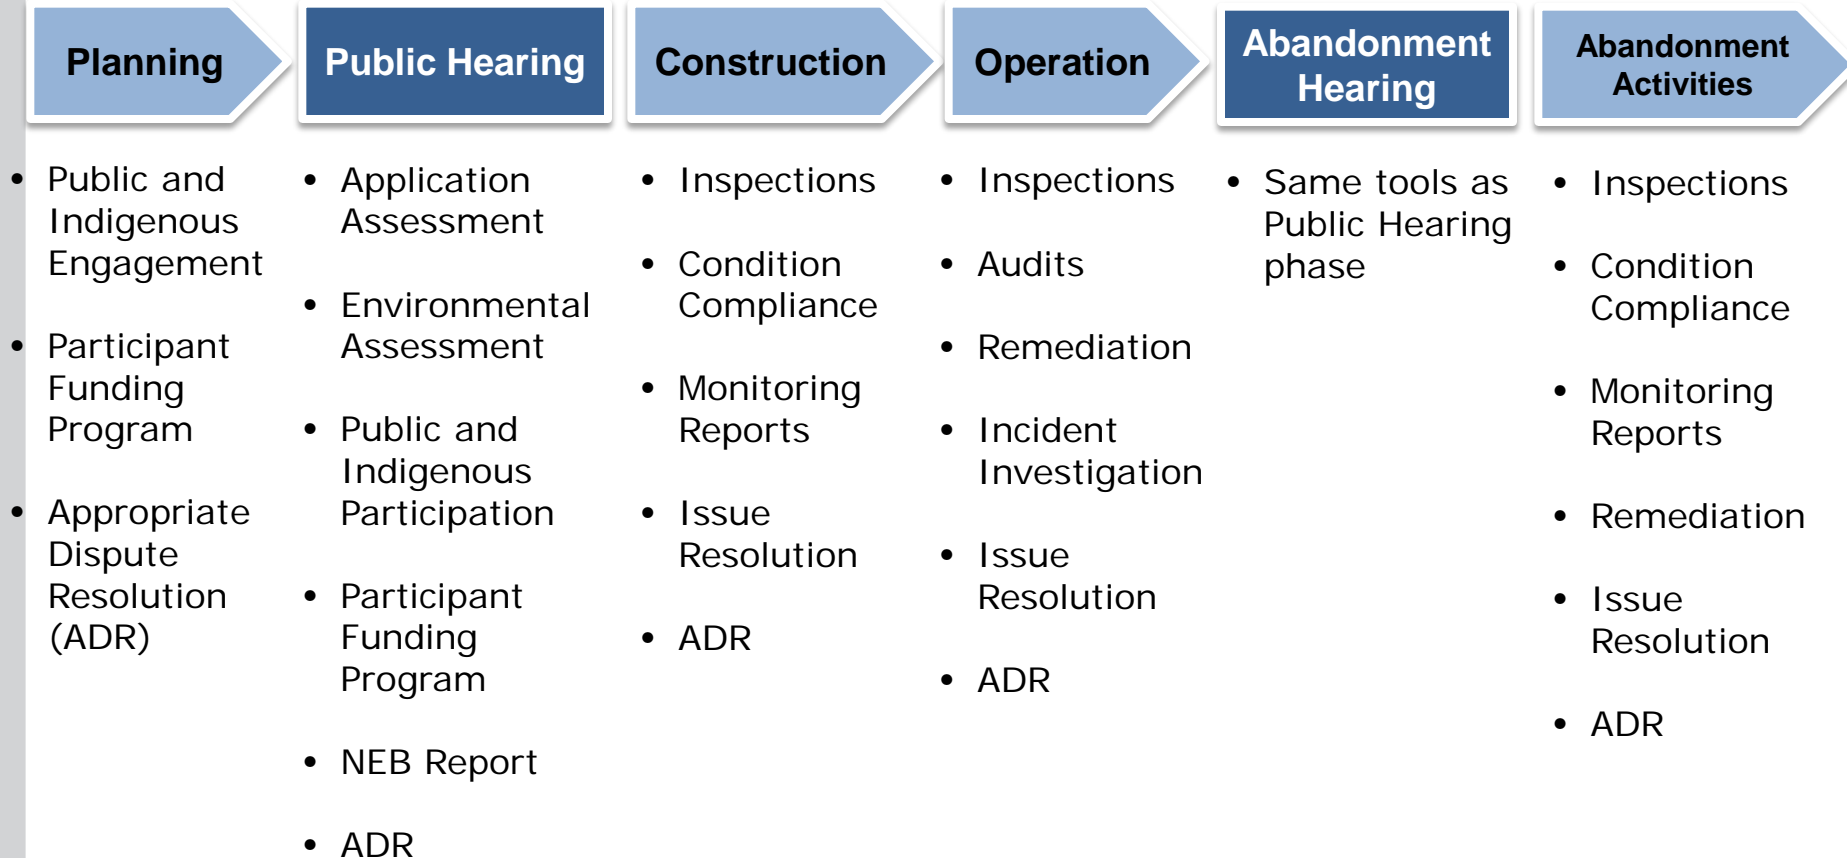 Planning
Public Hearing
Construction
Operation
Abandonment
Hearing
Abandonment
Activities
• Public and
Indigenous
Engagement
• Participant
Funding
Program
• Appropriate
Dispute
Resolution
(ADR)
• Application
Assessment
• Environmental
Assessment
• Public and
Indigenous
Participation
• Participant
Funding
Program
• NEB Report
• ADR
• Inspections
• Condition
Compliance
• Monitoring
Reports
• Issue
Resolution
• ADR
• Inspections
• Audits
• Remediation
• Incident
Investigation
• Issue
Resolution
• ADR
• Same tools as
Public Hearing
phase
• Inspections
• Condition
Compliance
• Monitoring
Reports
• Remediation
• Issue
Resolution
• ADR